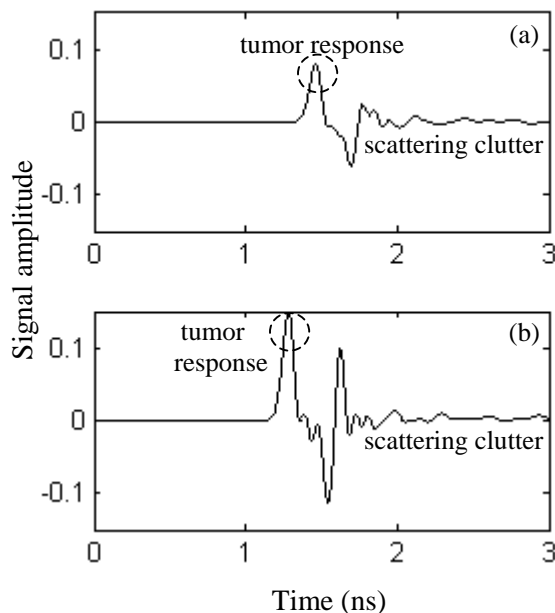 (a)
tumor response
0.1
0
-0.1
scattering clutter
0 1 2 3
Signal amplitude
(b)
tumor
response
0.1
0
-0.1
scattering clutter
0 1 2 3
Time (ns)